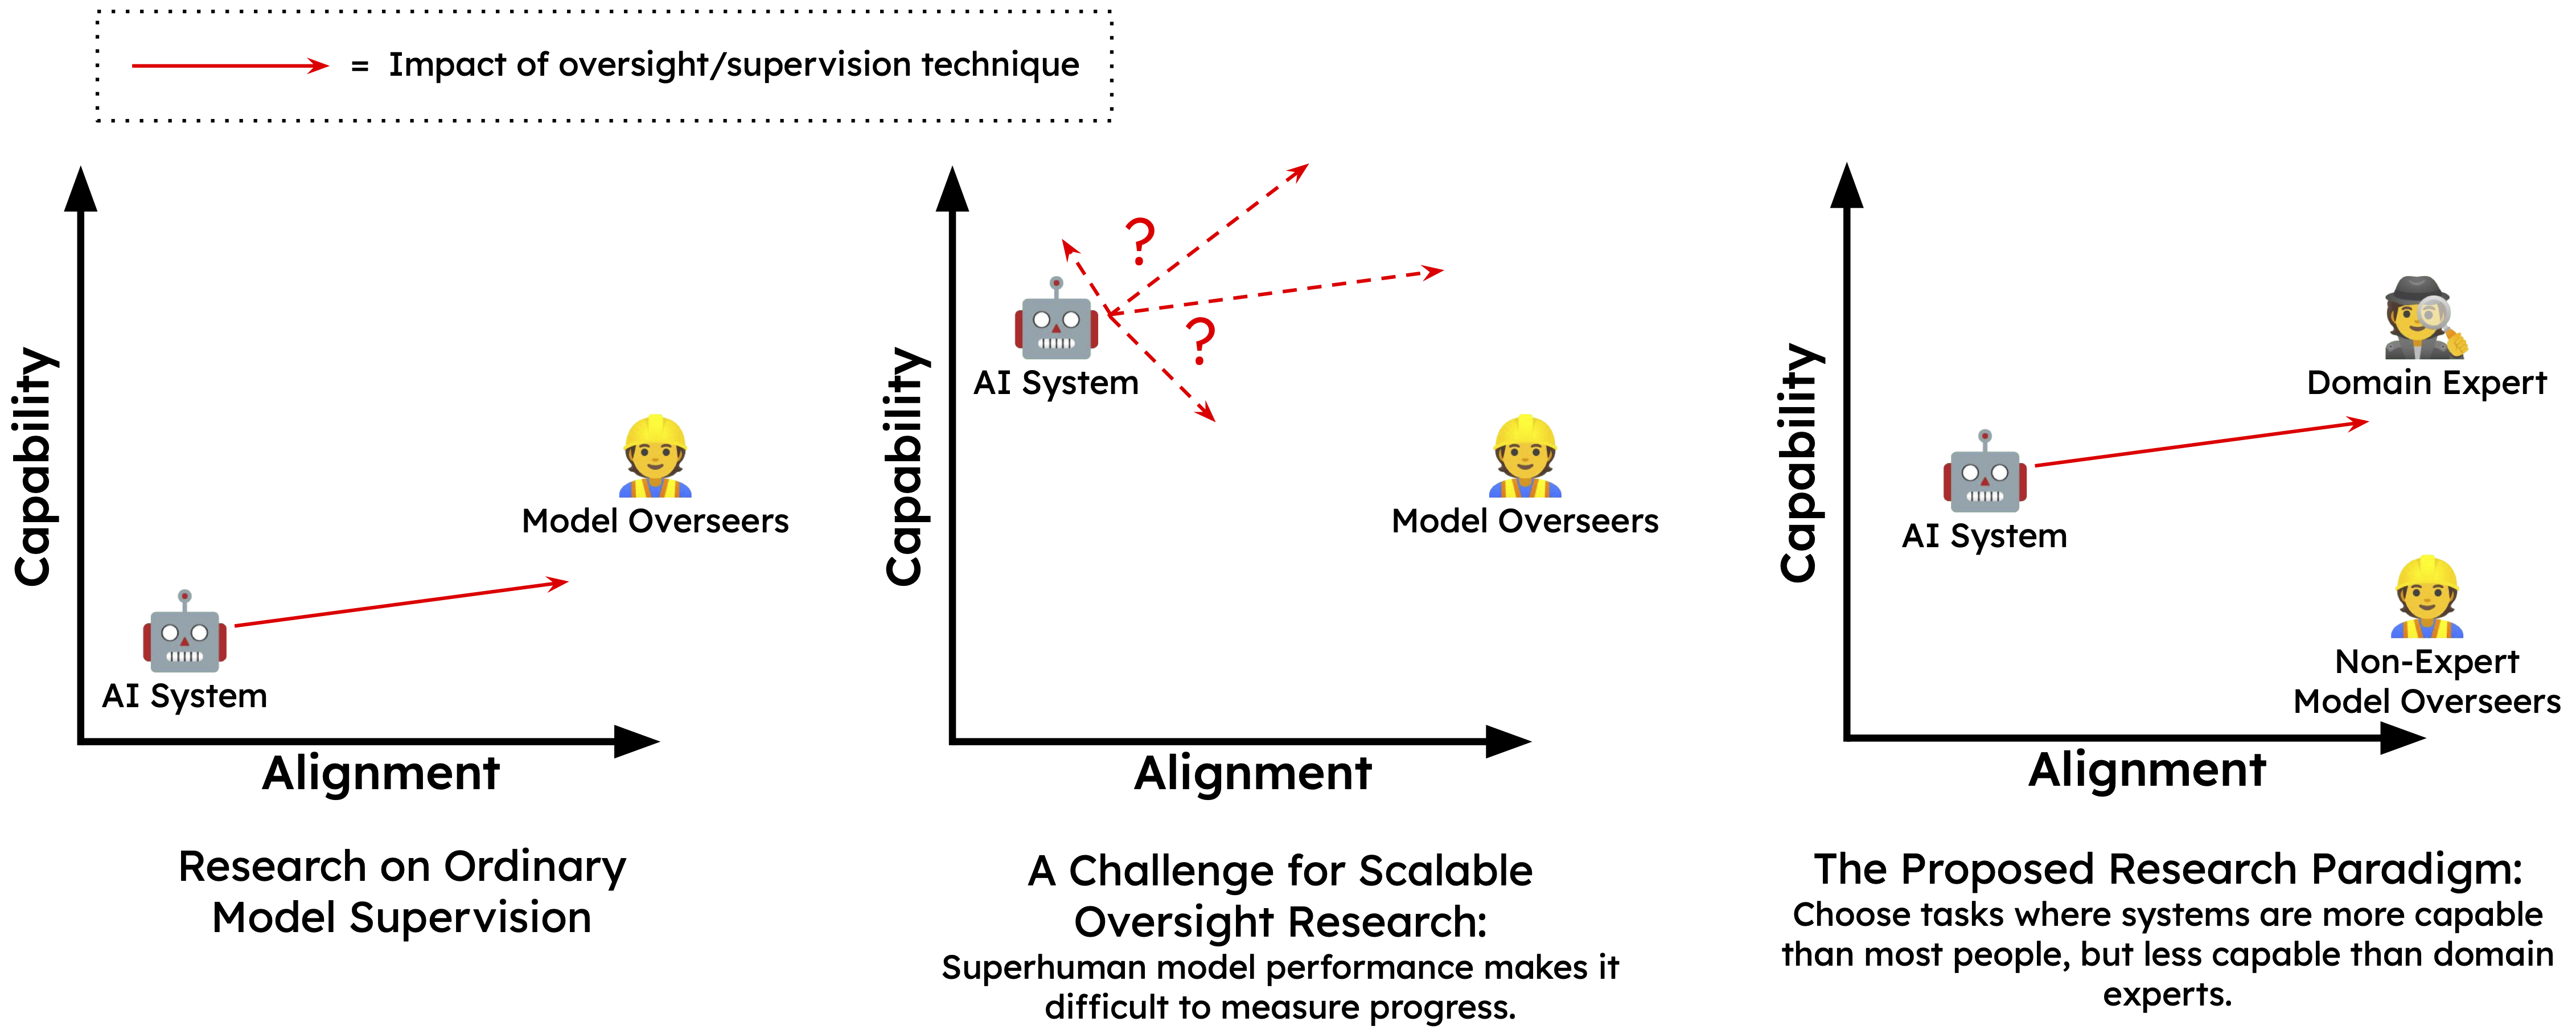 = Impact of oversight/supervision technique
Capability
AI System
Model Overseers
Alignment
Research on Ordinary
Model Supervision
Capability
?
?
AI System
Model Overseers
Alignment
A Challenge for Scalable
Oversight Research:
Superhuman model performance makes it
difficult to measure progress.
Capability
Domain Expert
AI System
Non-Expert
Model Overseers
Alignment
The Proposed Research Paradigm:
Choose tasks where systems are more capable
than most people, but less capable than domain
experts.